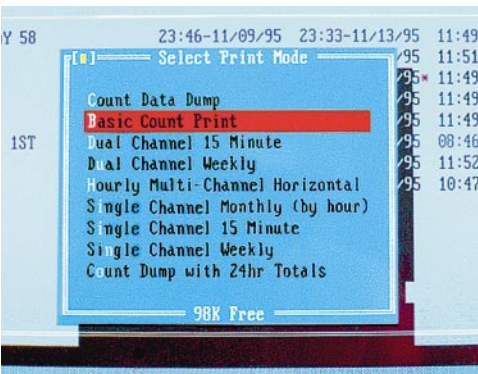 Y 58 23:46-11/09/95 23:33-11/13/95 11:49
[▪] Select Print Mode /95 11:51
/95* 11:49
Count Data Dump /95 11:49
Basic Count Print /95 11:49
1ST Dual Channel 15 Minute /95 08:46
Dual Channel Weekly /95 11:52
Hourly Multi-Channel Horizontal /95 10:47
Single Channel Monthly (by hour)
Single Channel 15 Minute
Single Channel Weekly
Count Dump with 24hr Totals
98K Free